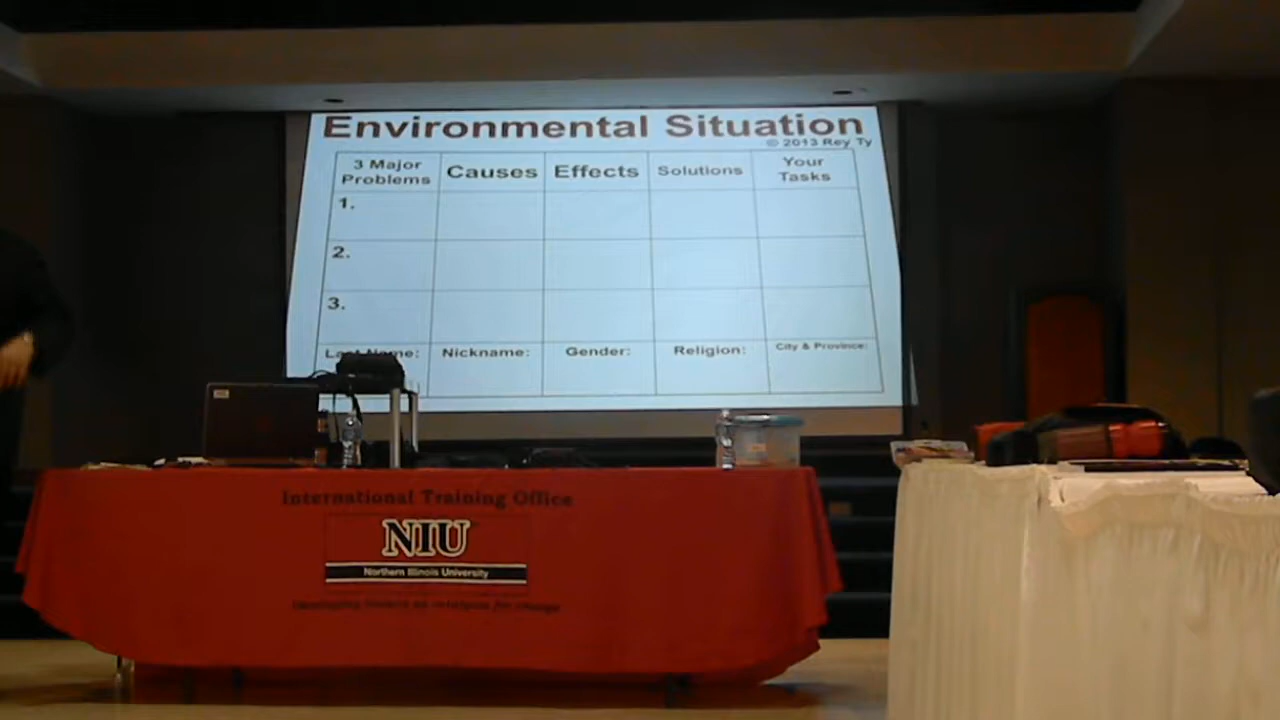 Environmental Situation
© 2013 Rey Ty
3 Major
Problems
Causes
Effects
Solutions
Your
Tasks
1.
2.
3.
Last Name:
Nickname:
Gender:
Religion:
City & Province:
International Training Office
NIU
Northern Illinois University